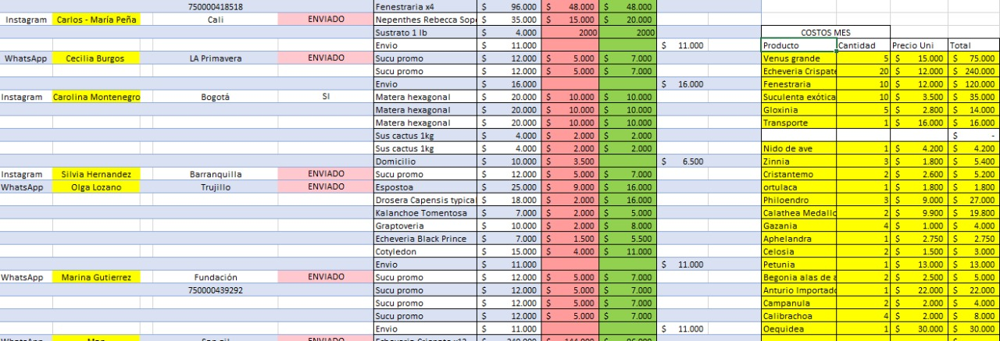 750000418518 Fenestraria x4 $ 96.000 $ 48.000 $ 48.000
Instagram Carlos - María Peña Cali ENVIADO Nepenthes Rebecca Sop $ 35.000 $ 15.000 $ 20.000
Sustrato 1 lb $ 4.000 2000 2000 COSTOS MES
Envio $ 11.000 $ 11.000 Producto Cantidad Precio Uni Total
WhatsApp Cecilia Burgos LA Primavera ENVIADO Sucu promo $ 12.000 $ 5.000 $ 7.000 Venus grande 5 $ 15.000 $ 75.000
Sucu promo $ 12.000 $ 5.000 $ 7.000 Echeveria Crispate 20 $ 12.000 $ 240.000
Envio $ 16.000 $ 16.000 Fenestraria 10 $ 12.000 $ 120.000
Instagram Carolina Montenegro Bogotá SI Matera hexagonal $ 20.000 $ 10.000 $ 10.000 Suculenta exótica 10 $ 3.500 $ 35.000
Matera hexagonal $ 20.000 $ 10.000 $ 10.000 Gloxinia 5 $ 2.800 $ 14.000
Matera hexagonal $ 20.000 $ 10.000 $ 10.000 Transporte 1 $ 16.000 $ 16.000
Sus cactus 1kg $ 4.000 $ 2.000 $ 2.000 $ -
Sus cactus 1kg $ 4.000 $ 2.000 $ 2.000 Nido de ave 1 $ 4.200 $ 4.200
Domicilio $ 10.000 $ 3.500 $ 6.500 Zinnia 3 $ 1.800 $ 5.400
Instagram Silvia Hernandez Barranquilla ENVIADO Sucu promo $ 12.000 $ 5.000 $ 7.000 Cristantemo 2 $ 2.600 $ 5.200
WhatsApp Olga Lozano Trujillo ENVIADO Espostoa $ 25.000 $ 9.000 $ 16.000 ortulaca 1 $ 1.800 $ 1.800
Drosera Capensis typica $ 18.000 $ 2.000 $ 16.000 Philoendro 3 $ 9.000 $ 27.000
Kalanchoe Tomentosa $ 7.000 $ 2.000 $ 5.000 Calathea Medallo 2 $ 9.900 $ 19.800
Graptoveria $ 10.000 $ 2.000 $ 8.000 Gazania 4 $ 1.000 $ 4.000
Echeveria Black Prince $ 7.000 $ 1.500 $ 5.500 Aphelandra 1 $ 2.750 $ 2.750
Cotyledon $ 15.000 $ 4.000 $ 11.000 Celosia 2 $ 1.500 $ 3.000
Envio $ 11.000 $ 11.000 Petunia 1 $ 13.000 $ 13.000
WhatsApp Marina Gutierrez Fundación ENVIADO Sucu promo $ 12.000 $ 5.000 $ 7.000 Begonia alas de a 2 $ 2.500 $ 5.000
750000439292 Sucu promo $ 12.000 $ 5.000 $ 7.000 Anturio Importado 1 $ 22.000 $ 22.000
Sucu promo $ 12.000 $ 5.000 $ 7.000 Campanula 2 $ 2.000 $ 4.000
Sucu promo $ 12.000 $ 5.000 $ 7.000 Calibrachoa 4 $ 2.000 $ 8.000
Envio $ 11.000 $ 11.000 Oequidea 1 $ 30.000 $ 30.000
WhatsApp ENVIADO